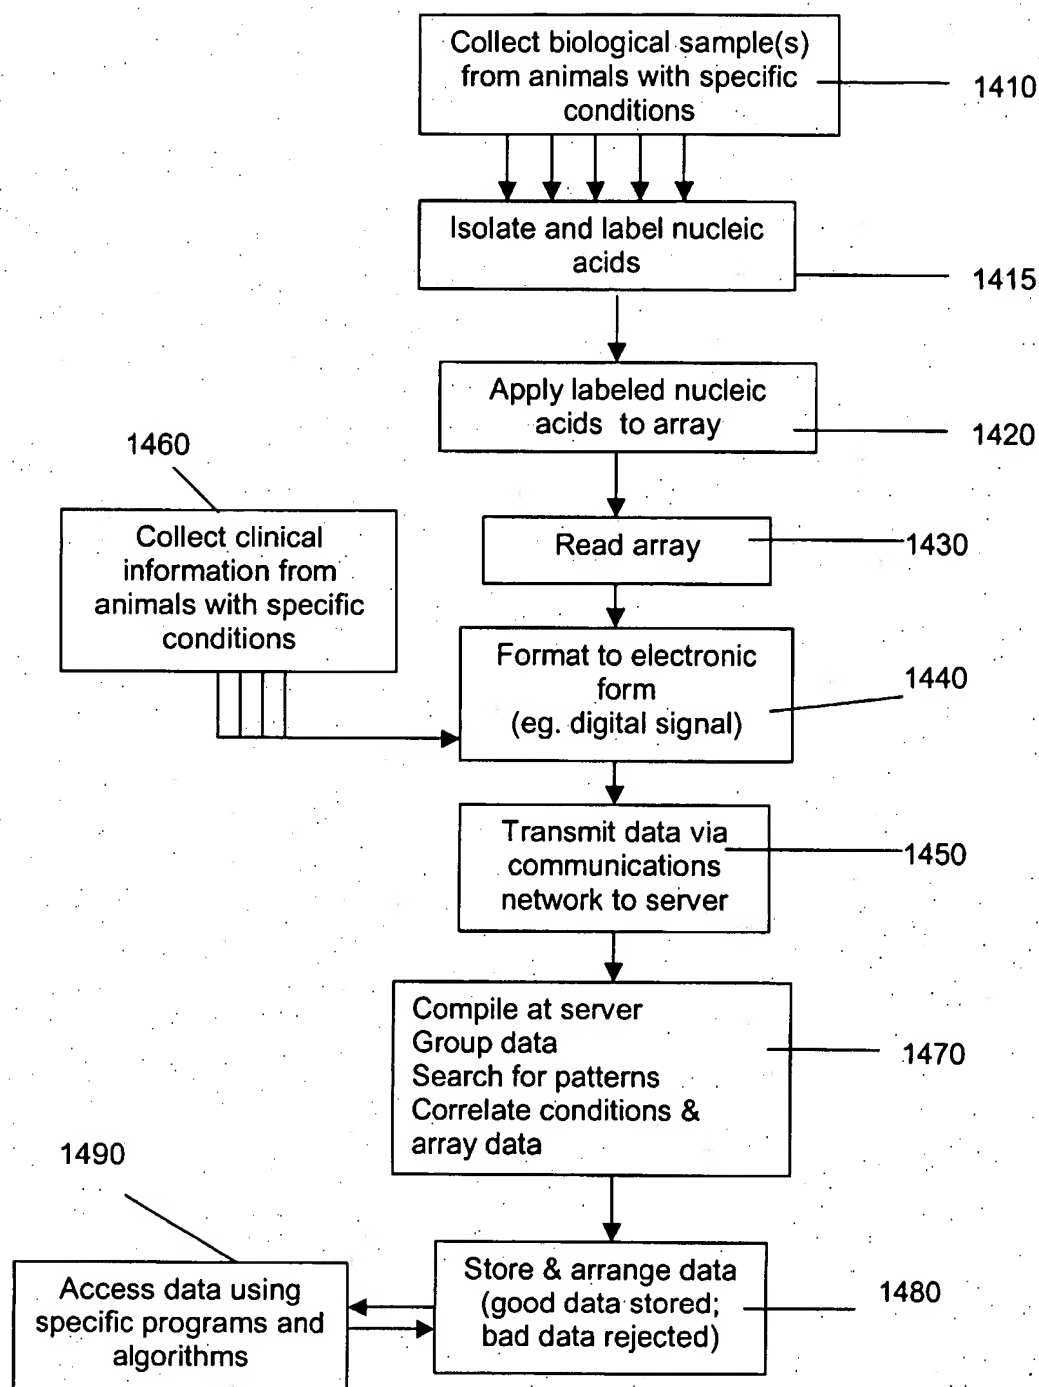 Collect biological sample(s)
from animals with specific
conditions
1410
Isolate and label nucleic
acids
1415
Apply labeled nucleic
acids to array
1420
1460
Collect clinical
information from
animals with specific
conditions
Read array
1430
Format to electronic
form
(eg. digital signal)
1440
Transmit data via
communications
network to server
1450
Compile at server
Group data
Search for patterns
Correlate conditions &
array data
1470
1490
Access data using
specific programs and
algorithms
Store & arrange data
(good data stored;
bad data rejected)
1480